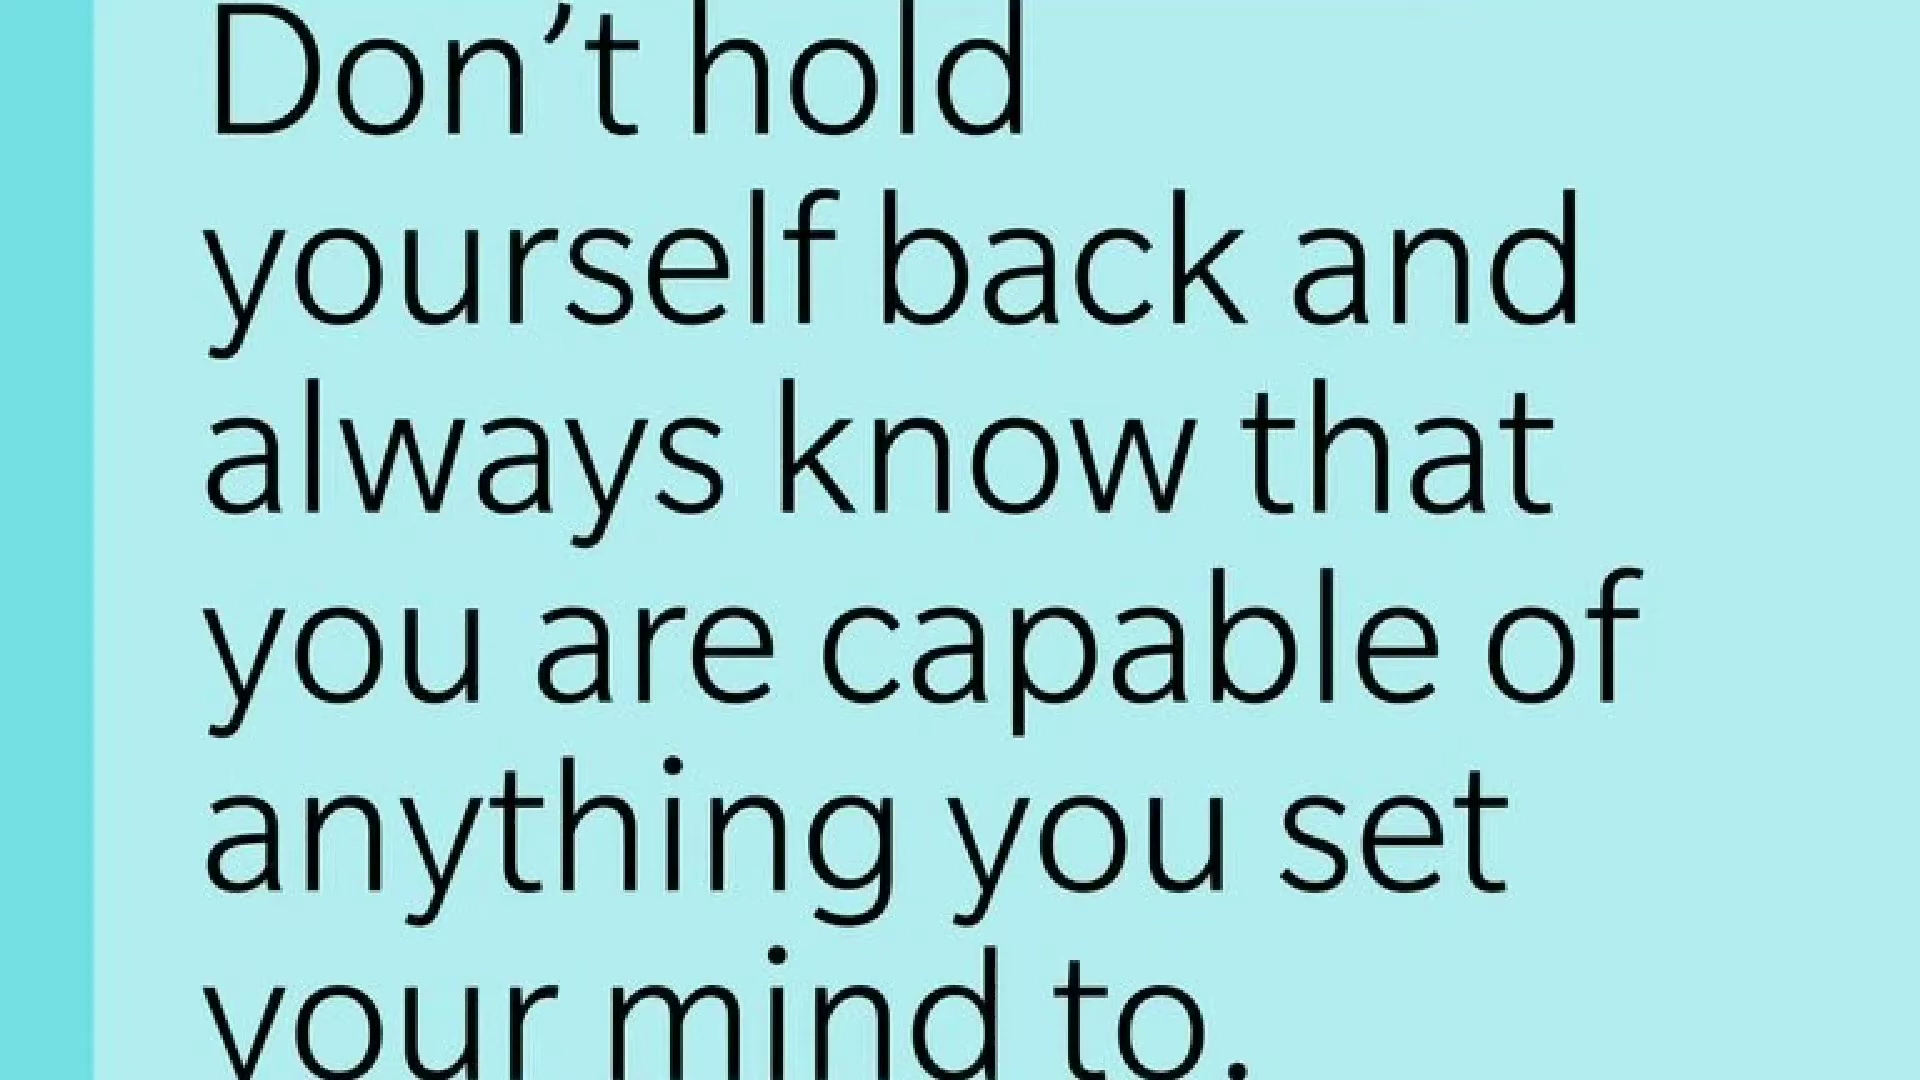 Don’t hold
yourself back and
always know that
you are capable of
anything you set
your mind to.